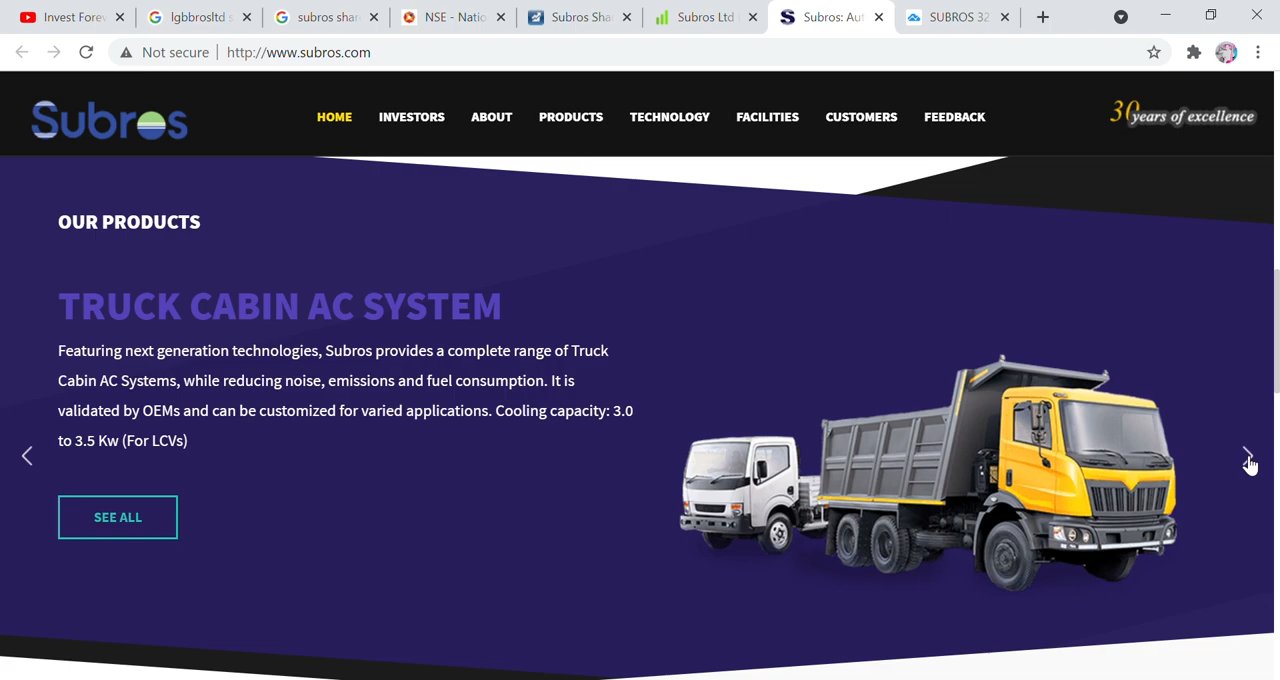 Invest Forev
lgbbrosltd s
subros shar
NSE - Natio
Subros Sha
Subros Ltd
Subros: Aut
SUBROS 32
Not secure | http://www.subros.com
Subros
HOME INVESTORS ABOUT PRODUCTS TECHNOLOGY FACILITIES CUSTOMERS FEEDBACK
30 years of excellence
OUR PRODUCTS
TRUCK CABIN AC SYSTEM
Featuring next generation technologies, Subros provides a complete range of Truck
Cabin AC Systems, while reducing noise, emissions and fuel consumption. It is
validated by OEMs and can be customized for varied applications. Cooling capacity: 3.0
to 3.5 Kw (For LCVs)
SEE ALL